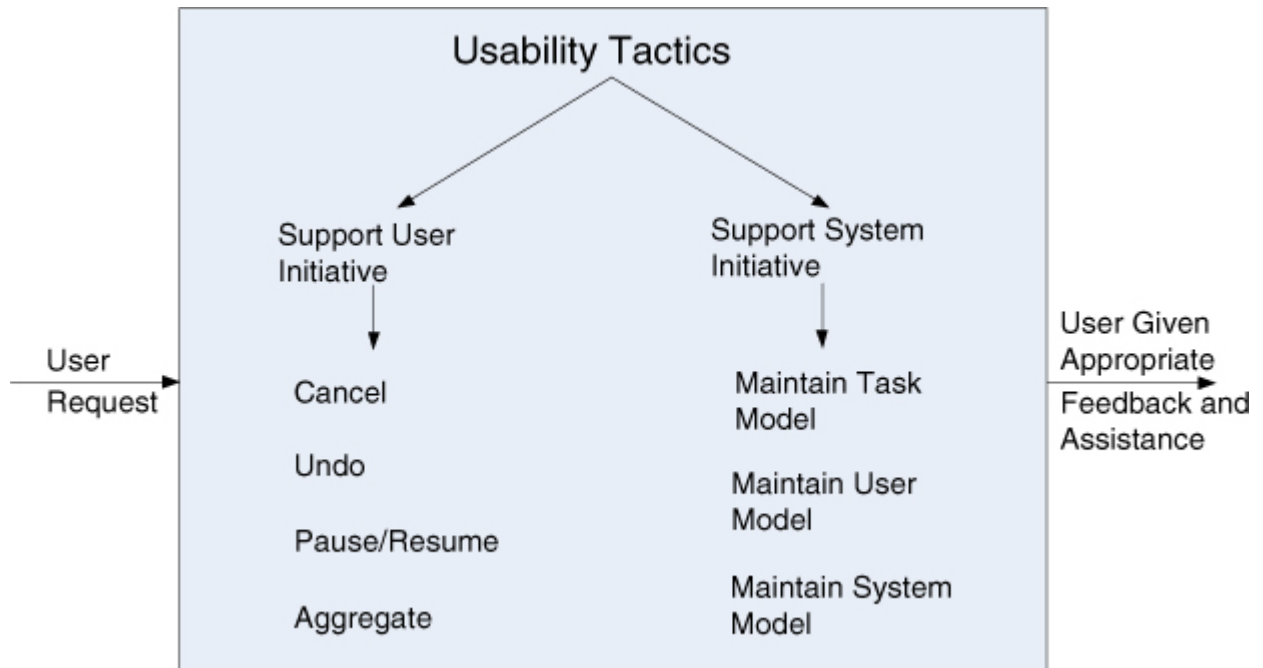 Usability Tactics
Support User
Initiative
Support System
Initiative
User
Request
Cancel
Undo
Pause/Resume
Aggregate
Maintain Task
Model
Maintain User
Model
Maintain System
Model
User Given
Appropriate
Feedback and
Assistance